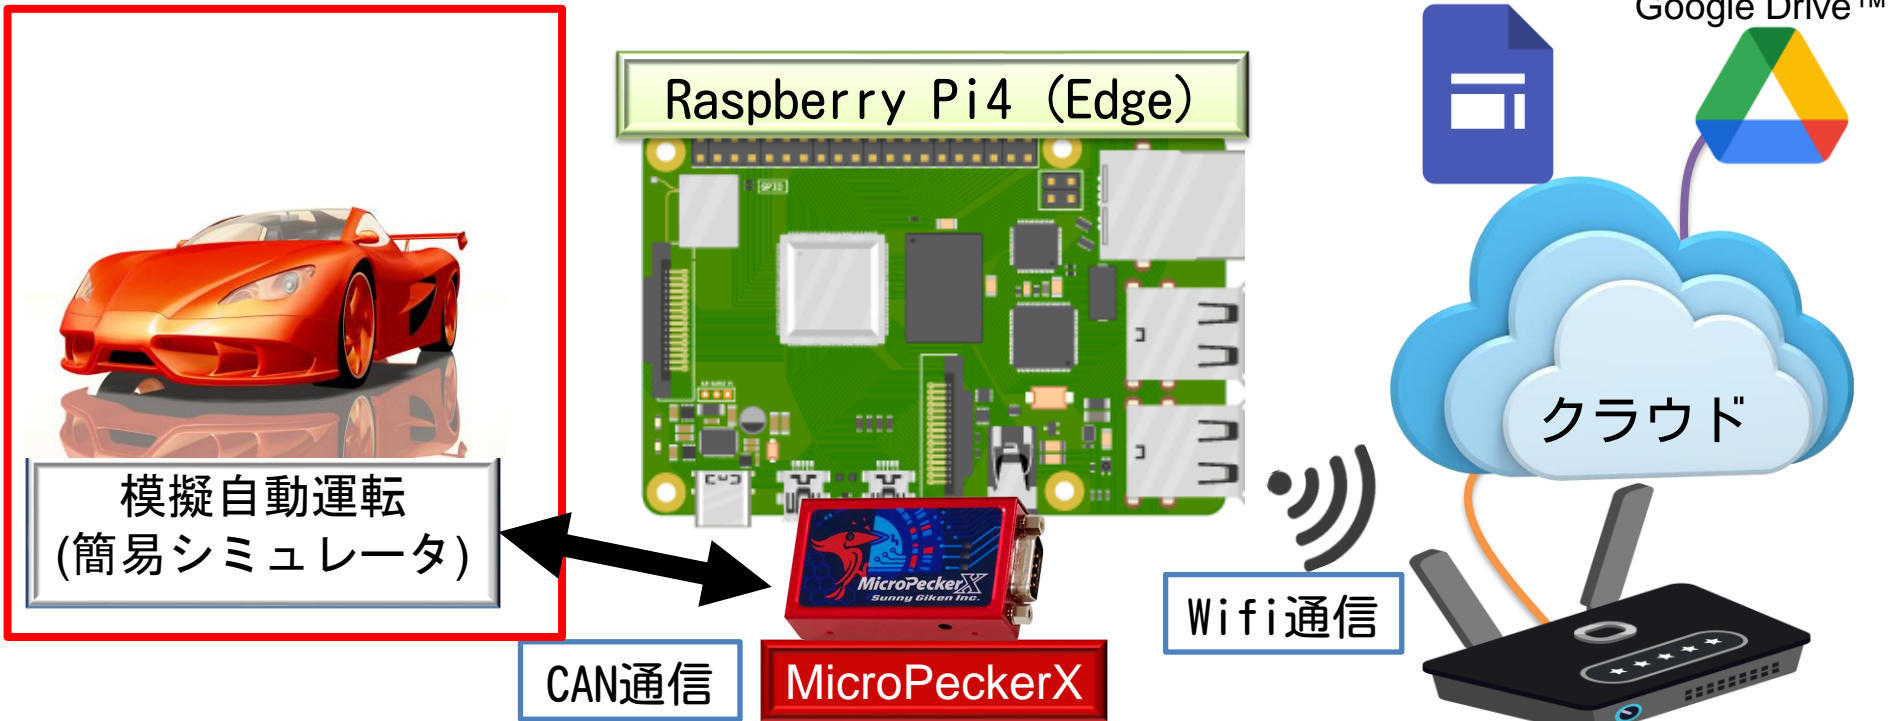 Google Drive™
Raspberry Pi4 (Edge)
GPIO
クラウド
模擬自動運転
(簡易シミュレータ)
MicroPeckerX
Sunny Giken Inc.
Wifi通信
CAN通信
MicroPeckerX